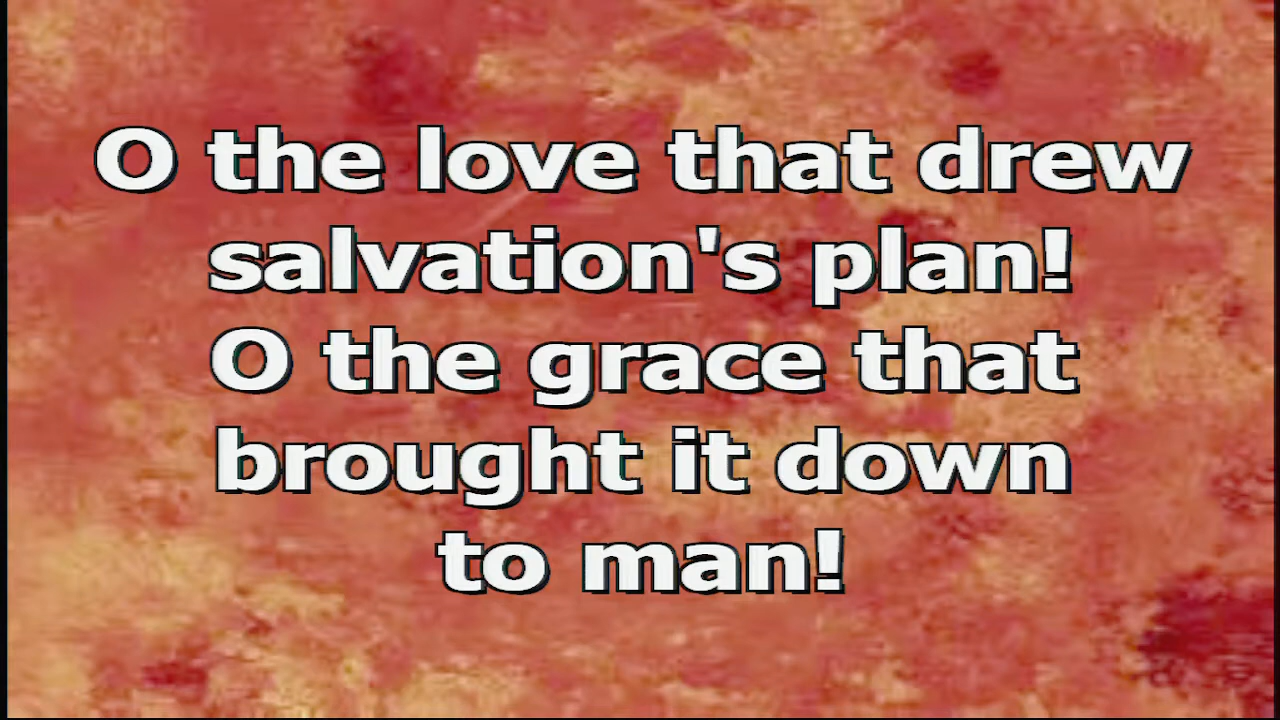 O the love that drew
salvation's plan!
O the grace that
brought it down
to man!